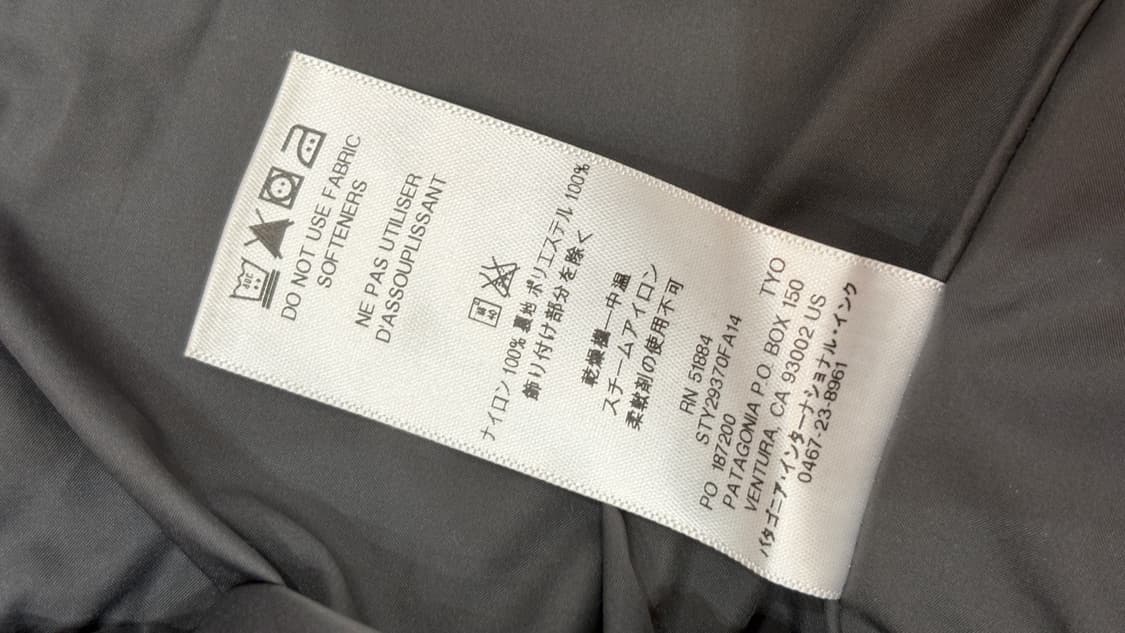 40C
DO NOT USE FABRIC
SOFTENERS
NE PAS UTILISER
D'ASSOUPLISSANT
弱
40
ナイロン 100% 裏地 ポリエステル 100%
飾り付け部分を除く
乾燥機—中温
スチームアイロン
柔軟剤の使用不可
RN 51884
STY29370FA14
PO 187200 TYO
PATAGONIA P.O. BOX 150
VENTURA, CA 93002 US
パタゴニア・インターナショナル・インク
0467-23-8961